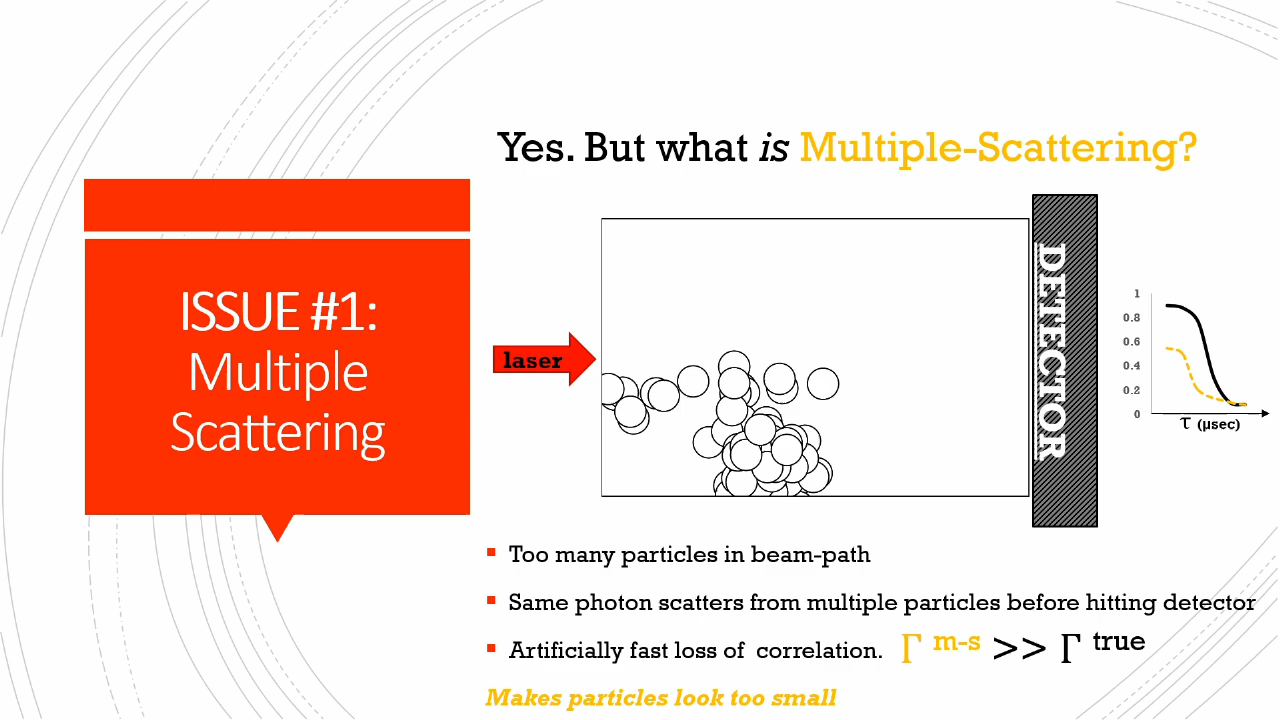 Yes. But what is Multiple-Scattering?
ISSUE #1:
Multiple
Scattering
laser
DETECTOR
1
0.8
0.6
0.4
0.2
0
τ (µsec)
▪ Too many particles in beam-path
▪ Same photon scatters from multiple particles before hitting detector
▪ Artificially fast loss of correlation. Γ m-s >> Γ true
Makes particles look too small